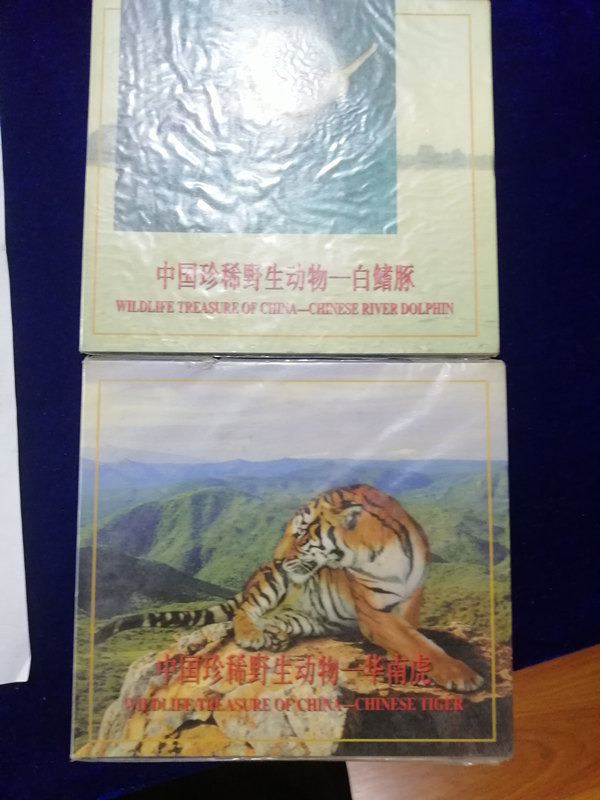 中国珍稀野生动物—白鱀豚
WILDLIFE TREASURE OF CHINA—CHINESE RIVER DOLPHIN
中国珍稀野生动物—华南虎
WILDLIFE TREASURE OF CHINA—CHINESE TIGER